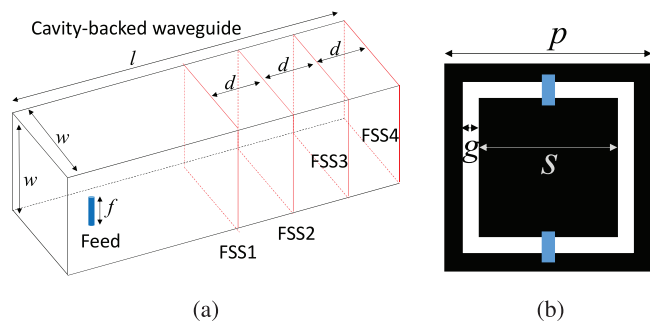 Cavity-backed waveguide
l
d
d
d
w
w
f
Feed
FSS1
FSS2
FSS3
FSS4
(a)
p
g
s
(b)